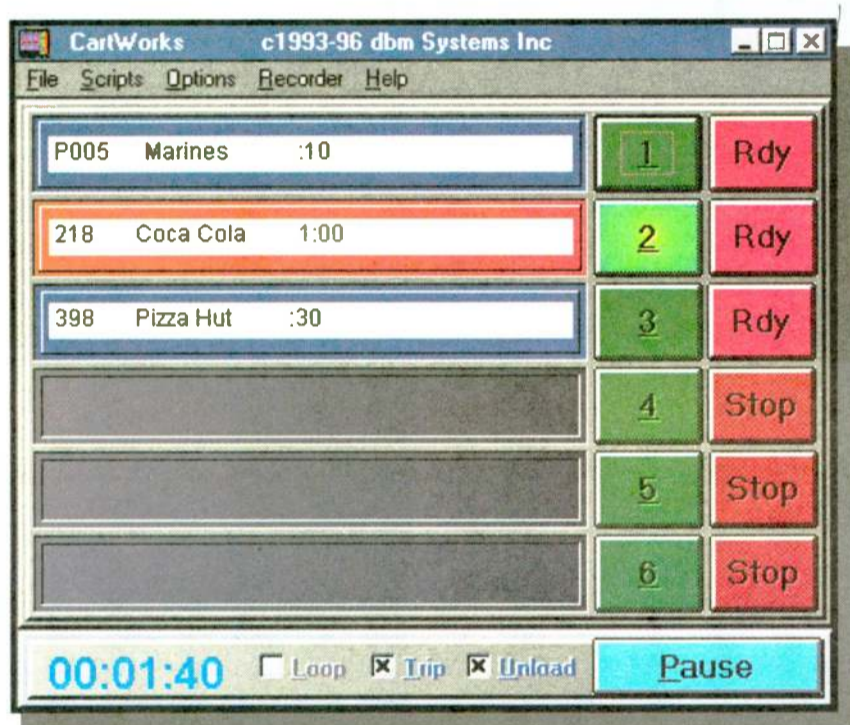 CartWorks c1993-96 dbm Systems Inc
File Scripts Options Recorder Help
P005 Marines :10 1 Rdy
218 Coca Cola 1:00 2 Rdy
398 Pizza Hut :30 3 Rdy
4 Stop
5 Stop
6 Stop
00:01:40 Loop Trip Unload Pause